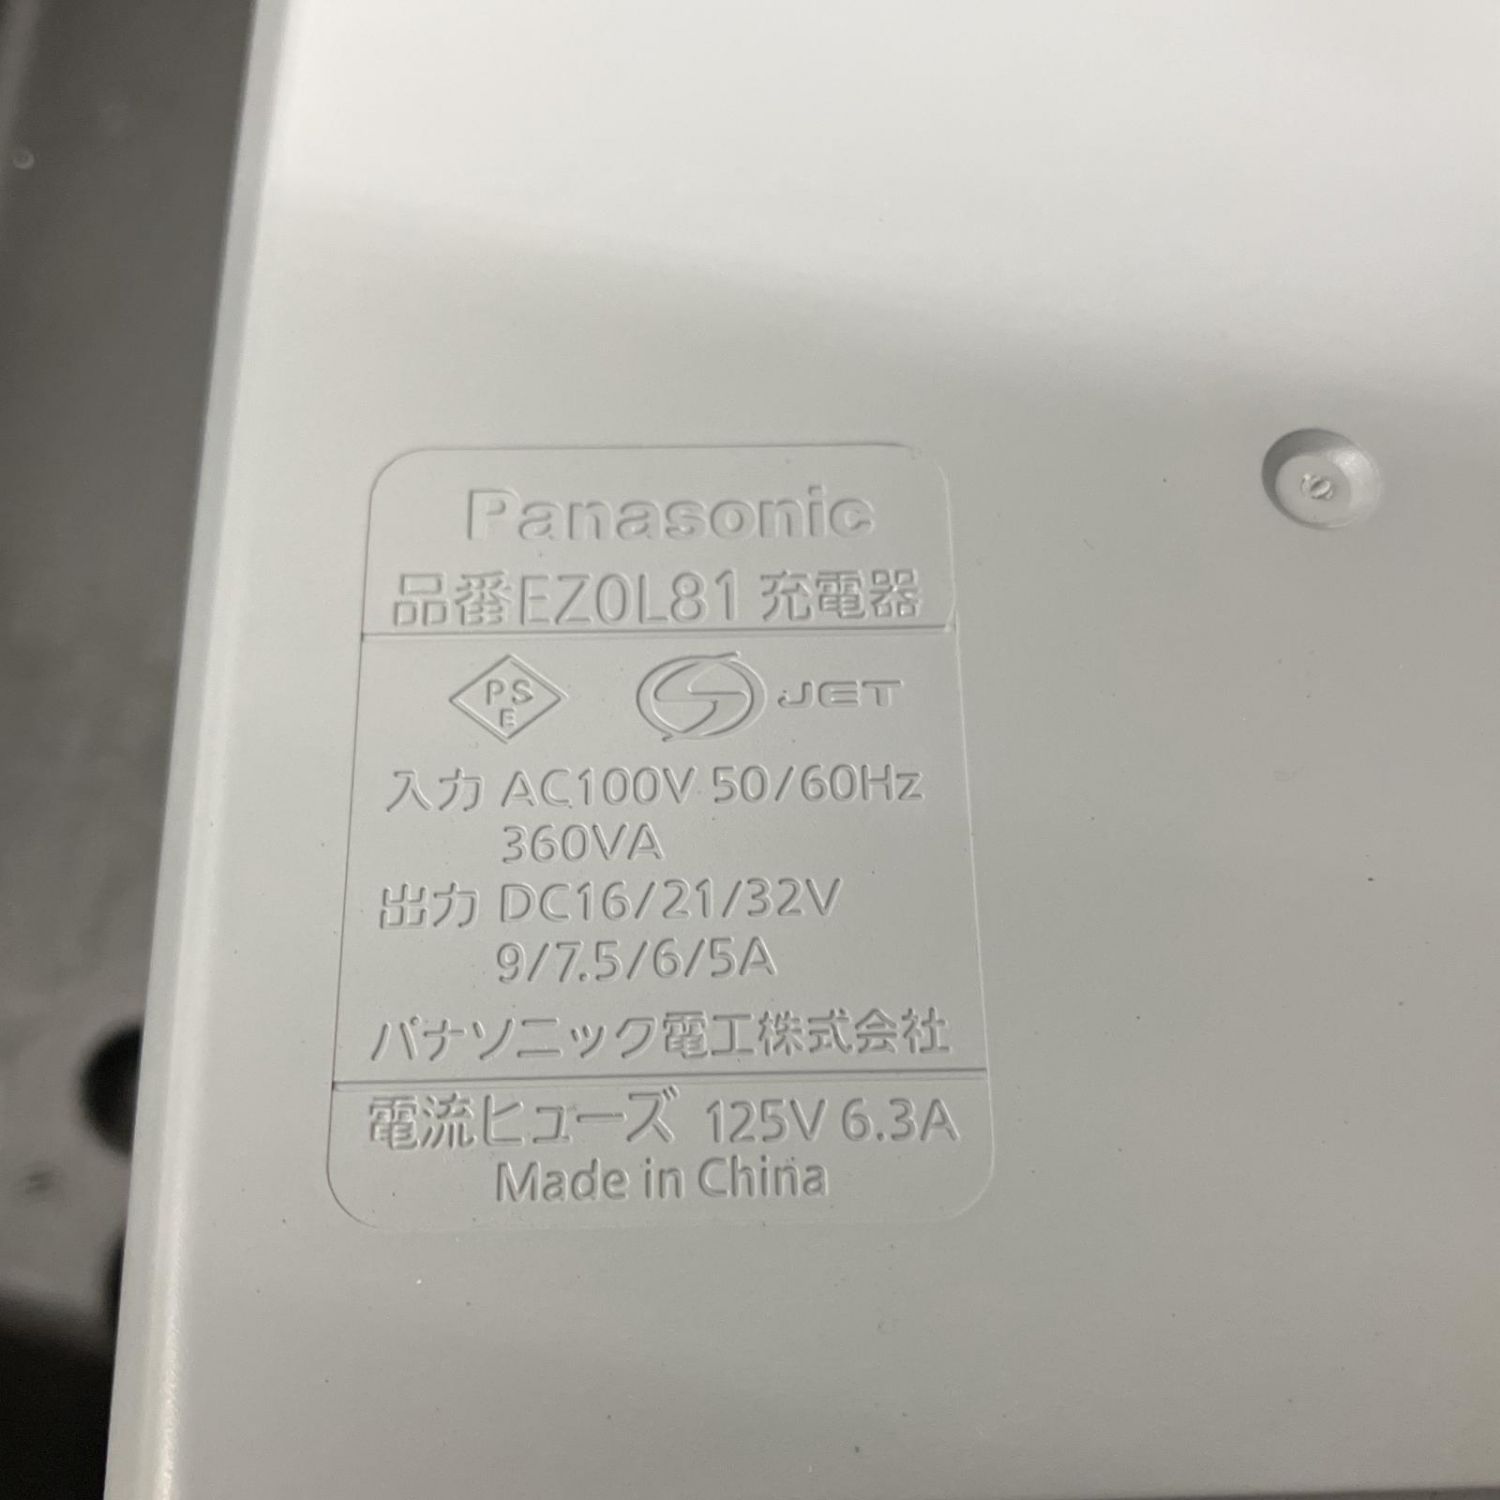 Panasonic
品番EZ0L81 充電器
PS
E
S JET
入力 AC100V 50/60Hz
360VA
出力 DC16/21/32V
9/7.5/6/5A
パナソニック電工株式会社
電流ヒューズ 125V 6.3A
Made in China